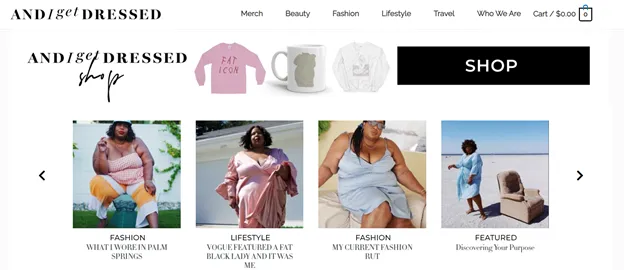 AND I get DRESSED
Merch Beauty Fashion Lifestyle Travel Who We Are Cart / $0.00 0
AND I get DRESSED
shop
FAT
ICON
SHOP
FASHION
WHAT I WORE IN PALM
SPRINGS
LIFESTYLE
VOGUE FEATURED A FAT
BLACK LADY AND IT WAS
ME
FASHION
MY CURRENT FASHION
RUT
FEATURED
Discovering Your Purpose